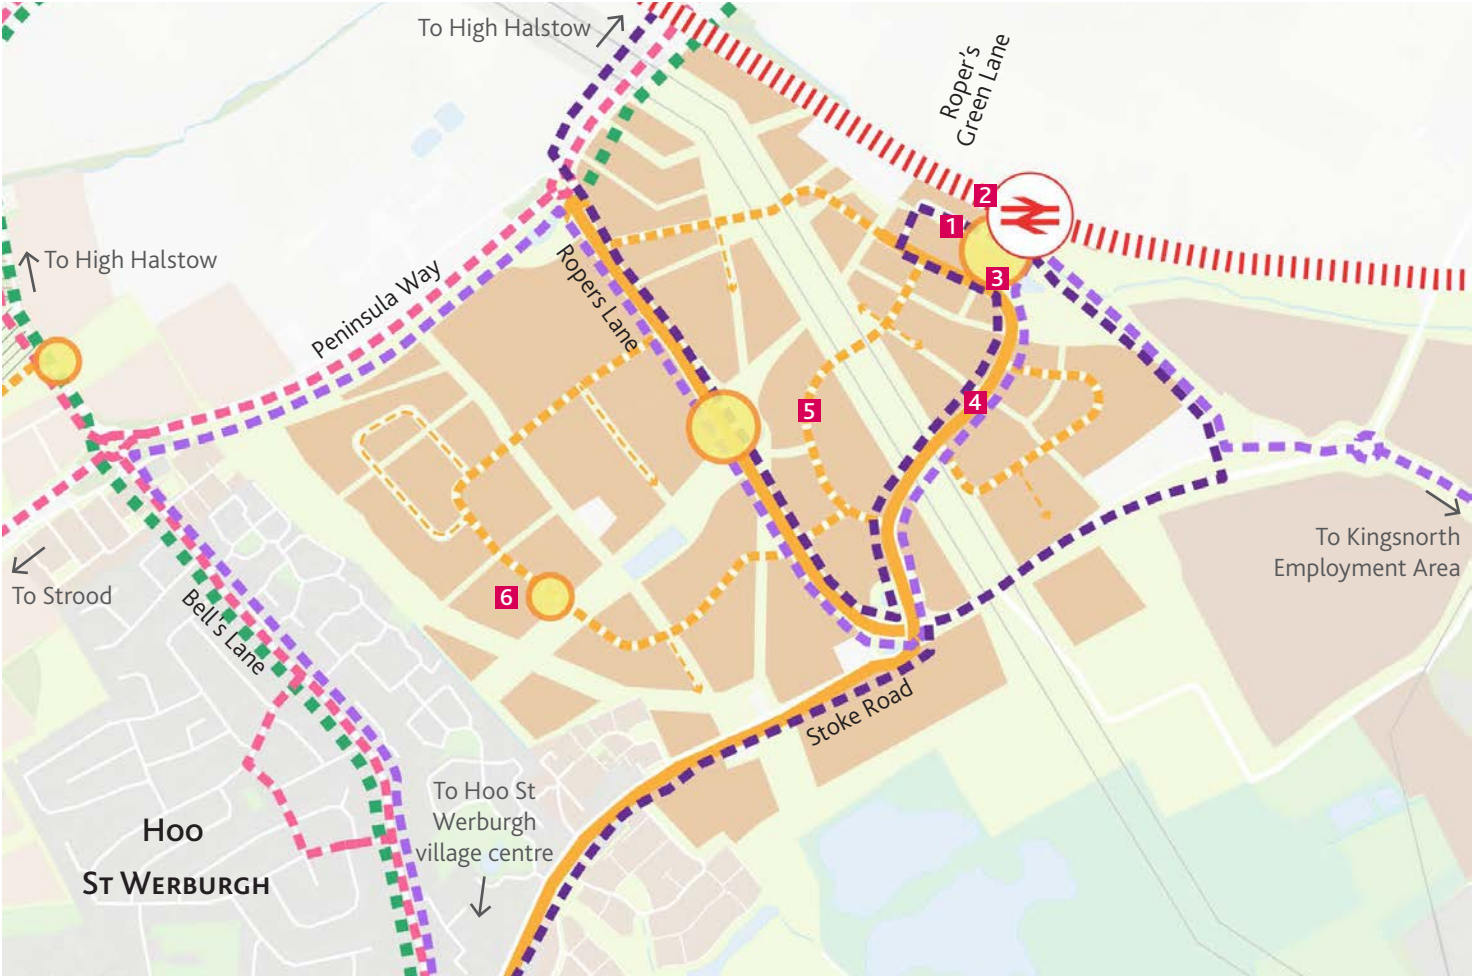 To High Halstow
Roper's
Green Lane
2
1
3
To High Halstow
Peninsula Way
Ropers Lane
4
5
To Kingsnorth
Employment Area
To Strood
6
Bell's Lane
Stoke Road
To Hoo St
Werburgh
village centre
Hoo
St Werburgh